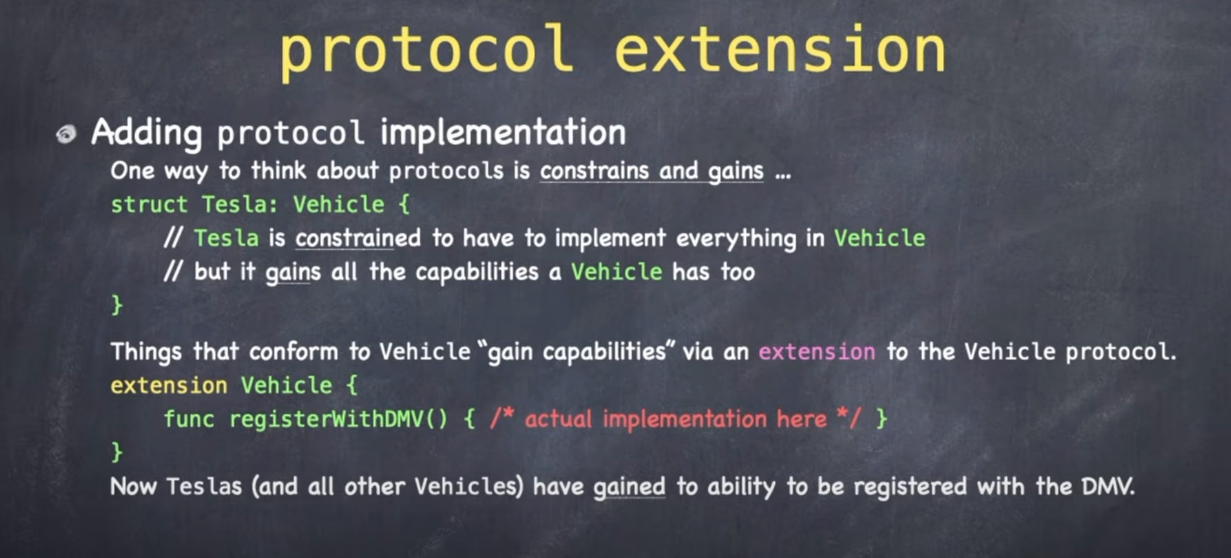 protocol extension
Adding protocol implementation
One way to think about protocols is constrains and gains ...
struct Tesla: Vehicle {
// Tesla is constrained to have to implement everything in Vehicle
// but it gains all the capabilities a Vehicle has too
}
Things that conform to Vehicle “gain capabilities” via an extension to the Vehicle protocol.
extension Vehicle {
func registerWithDMV() { /* actual implementation here */ }
}
Now Teslas (and all other Vehicles) have gained to ability to be registered with the DMV.